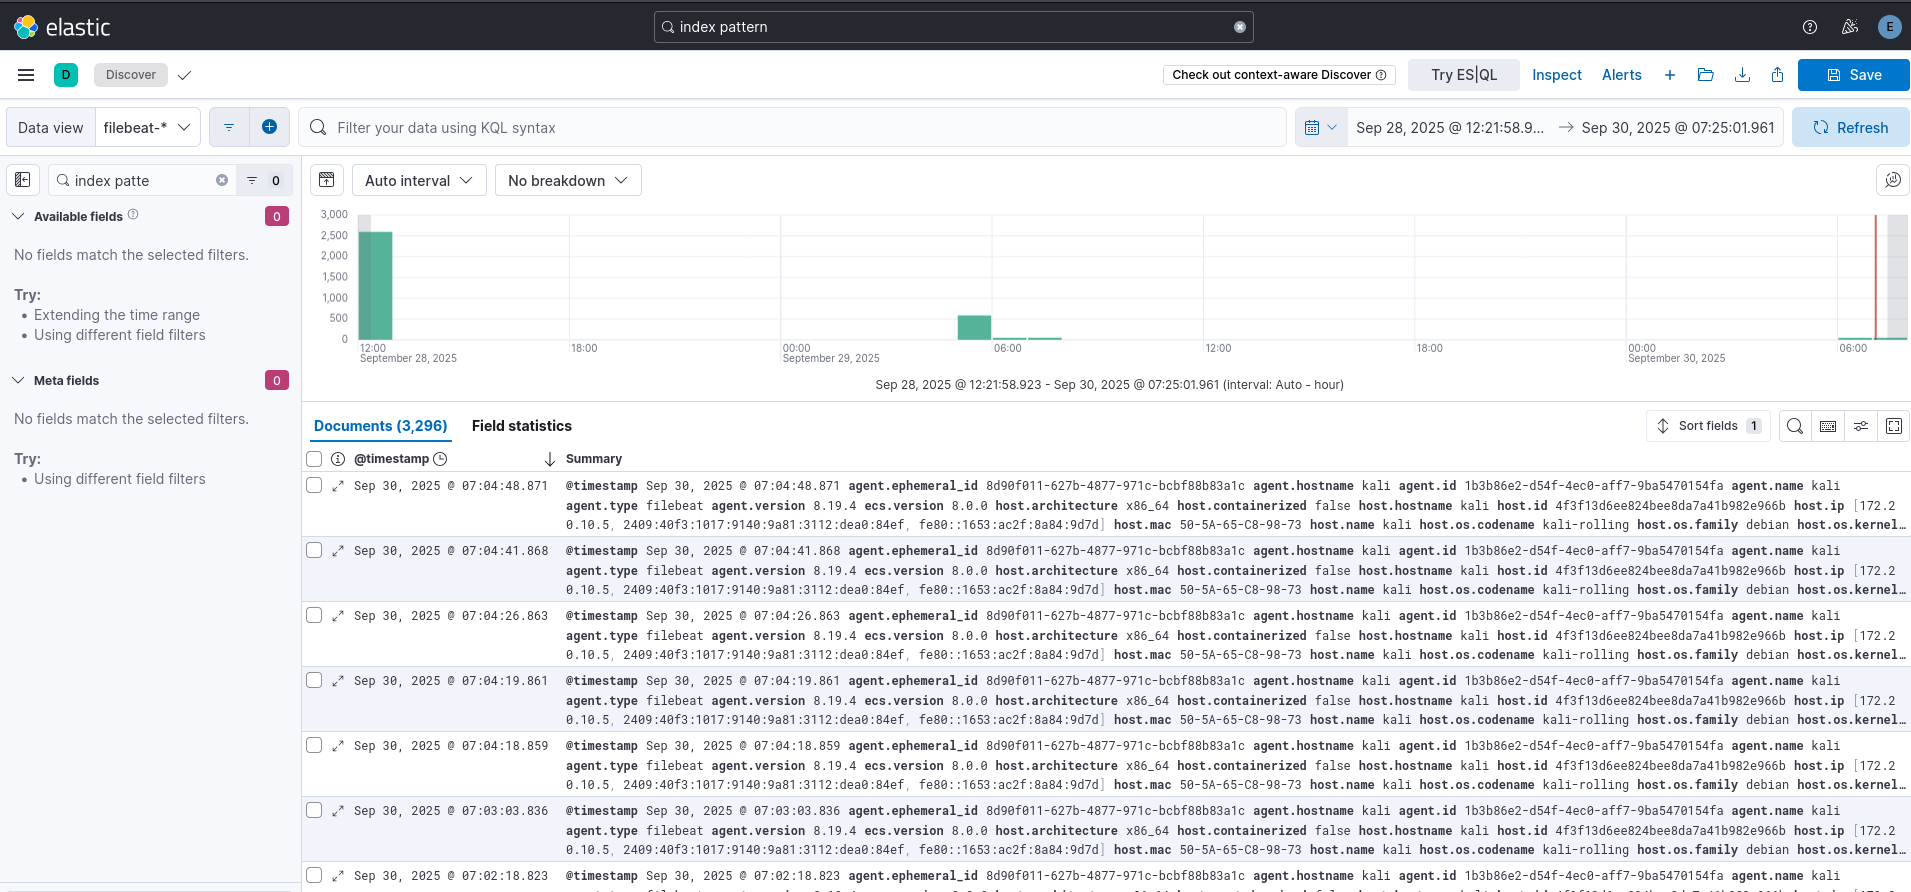 elastic
index pattern
E
D
Discover
Check out context-aware Discover
Try ES|QL
Inspect
Alerts
Save
Data view
filebeat-*
Filter your data using KQL syntax
Sep 28, 2025 @ 12:21:58.9...
Sep 30, 2025 @ 07:25:01.961
Refresh
index patte
0
Available fields
0
No fields match the selected filters.
Try:
• Extending the time range
• Using different field filters
Meta fields
0
No fields match the selected filters.
Try:
• Using different field filters
Auto interval
No breakdown
3,000
2,500
2,000
1,500
1,000
500
0
12:00
September 28, 2025
18:00
00:00
September 29, 2025
06:00
12:00
18:00
00:00
September 30, 2025
06:00
Sep 28, 2025 @ 12:21:58.923 - Sep 30, 2025 @ 07:25:01.961 (interval: Auto - hour)
Documents (3,296)
Field statistics
Sort fields 1
@timestamp
Summary
Sep 30, 2025 @ 07:04:48.871
@timestamp Sep 30, 2025 @ 07:04:48.871 agent.ephemeral_id 8d90f011-627b-4877-971c-bcbf88b83a1c agent.hostname kali agent.id 1b3b86e2-d54f-4ec0-aff7-9ba5470154fa agent.name kali
agent.type filebeat agent.version 8.19.4 ecs.version 8.0.0 host.architecture x86_64 host.containerized false host.hostname kali host.id 4f3f13d6ee824bee8da7a41b982e966b host.ip [172.2
0.10.5, 2409:40f3:1017:9140:9a81:3112:dea0:84ef, fe80::1653:ac2f:8a84:9d7d] host.mac 50-5A-65-C8-98-73 host.name kali host.os.codename kali-rolling host.os.family debian host.os.kernel…
Sep 30, 2025 @ 07:04:41.868
@timestamp Sep 30, 2025 @ 07:04:41.868 agent.ephemeral_id 8d90f011-627b-4877-971c-bcbf88b83a1c agent.hostname kali agent.id 1b3b86e2-d54f-4ec0-aff7-9ba5470154fa agent.name kali
agent.type filebeat agent.version 8.19.4 ecs.version 8.0.0 host.architecture x86_64 host.containerized false host.hostname kali host.id 4f3f13d6ee824bee8da7a41b982e966b host.ip [172.2
0.10.5, 2409:40f3:1017:9140:9a81:3112:dea0:84ef, fe80::1653:ac2f:8a84:9d7d] host.mac 50-5A-65-C8-98-73 host.name kali host.os.codename kali-rolling host.os.family debian host.os.kernel…
Sep 30, 2025 @ 07:04:26.863
@timestamp Sep 30, 2025 @ 07:04:26.863 agent.ephemeral_id 8d90f011-627b-4877-971c-bcbf88b83a1c agent.hostname kali agent.id 1b3b86e2-d54f-4ec0-aff7-9ba5470154fa agent.name kali
agent.type filebeat agent.version 8.19.4 ecs.version 8.0.0 host.architecture x86_64 host.containerized false host.hostname kali host.id 4f3f13d6ee824bee8da7a41b982e966b host.ip [172.2
0.10.5, 2409:40f3:1017:9140:9a81:3112:dea0:84ef, fe80::1653:ac2f:8a84:9d7d] host.mac 50-5A-65-C8-98-73 host.name kali host.os.codename kali-rolling host.os.family debian host.os.kernel…
Sep 30, 2025 @ 07:04:19.861
@timestamp Sep 30, 2025 @ 07:04:19.861 agent.ephemeral_id 8d90f011-627b-4877-971c-bcbf88b83a1c agent.hostname kali agent.id 1b3b86e2-d54f-4ec0-aff7-9ba5470154fa agent.name kali
agent.type filebeat agent.version 8.19.4 ecs.version 8.0.0 host.architecture x86_64 host.containerized false host.hostname kali host.id 4f3f13d6ee824bee8da7a41b982e966b host.ip [172.2
0.10.5, 2409:40f3:1017:9140:9a81:3112:dea0:84ef, fe80::1653:ac2f:8a84:9d7d] host.mac 50-5A-65-C8-98-73 host.name kali host.os.codename kali-rolling host.os.family debian host.os.kernel…
Sep 30, 2025 @ 07:04:18.859
@timestamp Sep 30, 2025 @ 07:04:18.859 agent.ephemeral_id 8d90f011-627b-4877-971c-bcbf88b83a1c agent.hostname kali agent.id 1b3b86e2-d54f-4ec0-aff7-9ba5470154fa agent.name kali
agent.type filebeat agent.version 8.19.4 ecs.version 8.0.0 host.architecture x86_64 host.containerized false host.hostname kali host.id 4f3f13d6ee824bee8da7a41b982e966b host.ip [172.2
0.10.5, 2409:40f3:1017:9140:9a81:3112:dea0:84ef, fe80::1653:ac2f:8a84:9d7d] host.mac 50-5A-65-C8-98-73 host.name kali host.os.codename kali-rolling host.os.family debian host.os.kernel…
Sep 30, 2025 @ 07:03:03.836
@timestamp Sep 30, 2025 @ 07:03:03.836 agent.ephemeral_id 8d90f011-627b-4877-971c-bcbf88b83a1c agent.hostname kali agent.id 1b3b86e2-d54f-4ec0-aff7-9ba5470154fa agent.name kali
agent.type filebeat agent.version 8.19.4 ecs.version 8.0.0 host.architecture x86_64 host.containerized false host.hostname kali host.id 4f3f13d6ee824bee8da7a41b982e966b host.ip [172.2
0.10.5, 2409:40f3:1017:9140:9a81:3112:dea0:84ef, fe80::1653:ac2f:8a84:9d7d] host.mac 50-5A-65-C8-98-73 host.name kali host.os.codename kali-rolling host.os.family debian host.os.kernel…
Sep 30, 2025 @ 07:02:18.823
@timestamp Sep 30, 2025 @ 07:02:18.823 agent.ephemeral_id 8d90f011-627b-4877-971c-bcbf88b83a1c agent.hostname kali agent.id 1b3b86e2-d54f-4ec0-aff7-9ba5470154fa agent.name kali